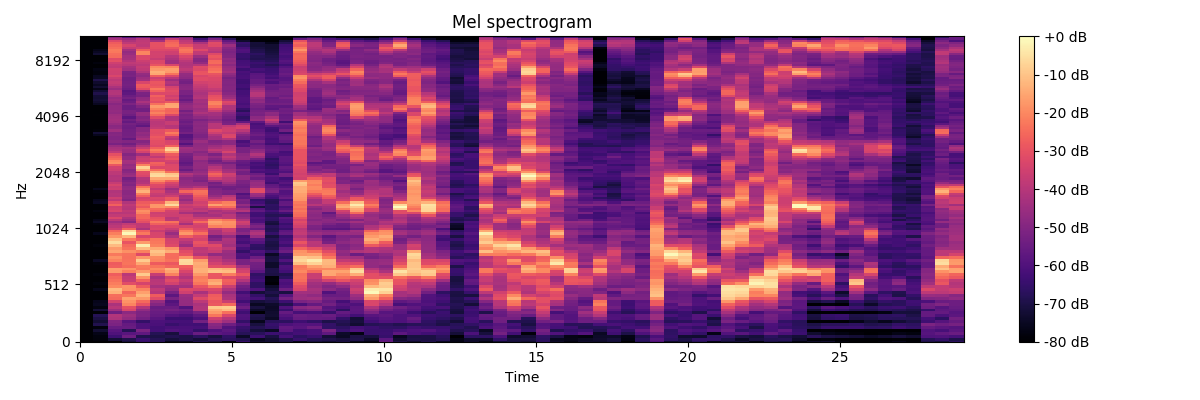 Mel spectrogram
+0 dB
8192
-10 dB
4096
-20 dB
-30 dB
2048
Hz
-40 dB
1024
-50 dB
-60 dB
512
-70 dB
0
-80 dB
0 5 10 15 20 25
Time